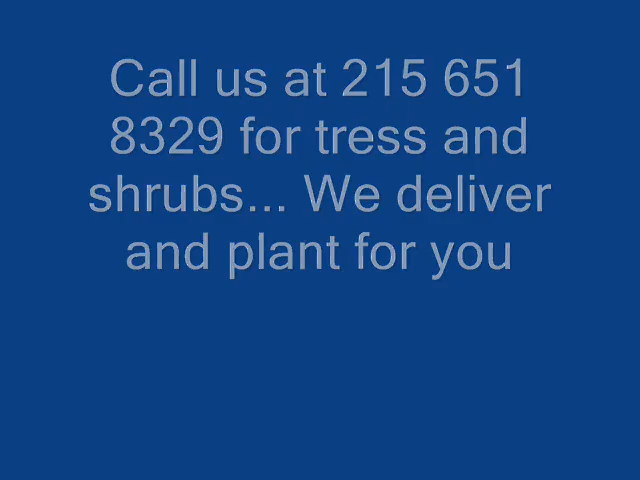 Call us at 215 651
8329 for tress and
shrubs... We deliver
and plant for you